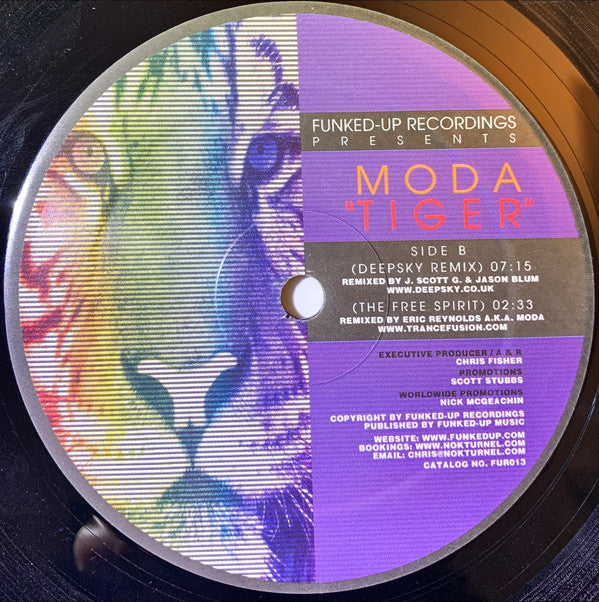 FUNKED-UP RECORDINGS
PRESENTS
MODA
"TIGER"
SIDE B
(DEEPSKY REMIX) 07:15
REMIXED BY J. SCOTT G. & JASON BLUM
WWW.DEEPSKY.CO.UK
(THE FREE SPIRIT) 02:33
REMIXED BY ERIC REYNOLDS A.K.A. MODA
WWW.TRANCEFUSION.COM
EXECUTIVE PRODUCER / A & R
CHRIS FISHER
PROMOTIONS
SCOTT STUBBS
WORLDWIDE PROMOTIONS
NICK MCGEACHIN
COPYRIGHT BY FUNKED-UP RECORDINGS
PUBLISHED BY FUNKED-UP MUSIC
WEBSITE: WWW.FUNKEDUP.COM
BOOKINGS: WWW.NOKTURNEL.COM
EMAIL: CHRIS@NOKTURNEL.COM
CATALOG NO. FUR013